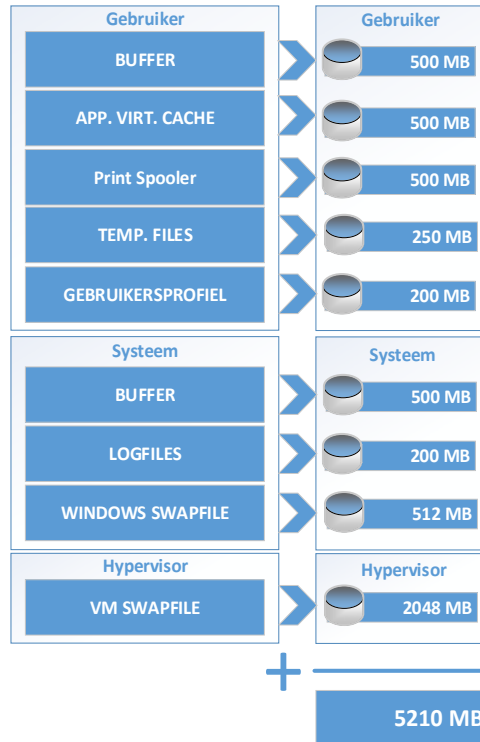 Gebruiker
Gebruiker
BUFFER
500 MB
APP. VIRT. CACHE
500 MB
Print Spooler
500 MB
TEMP. FILES
250 MB
GEBRUIKERSPROFIEL
200 MB
Systeem
Systeem
BUFFER
500 MB
LOGFILES
200 MB
WINDOWS SWAPFILE
512 MB
Hypervisor
Hypervisor
VM SWAPFILE
2048 MB
+
5210 MB